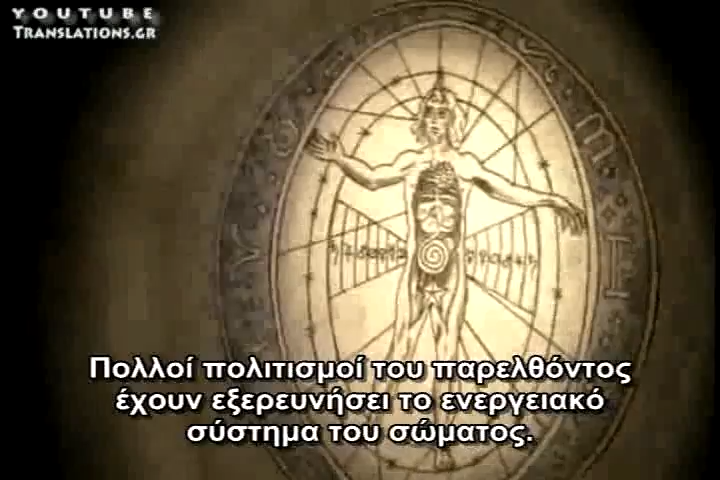 YOUTUBE
TRANSLATIONS.GR
Πολλοί πολιτισμοί του παρελθόντος
έχουν εξερευνήσει το ενεργειακό
σύστημα του σώματος.